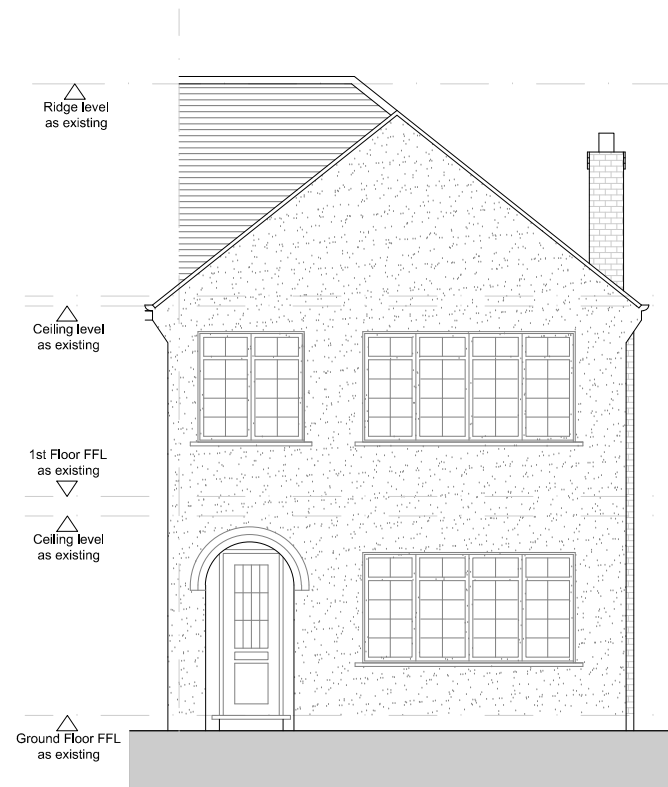 Ridge level
as existing
Ceiling level
as existing
1st Floor FFL
as existing
Ceiling level
as existing
Ground Floor FFL
as existing